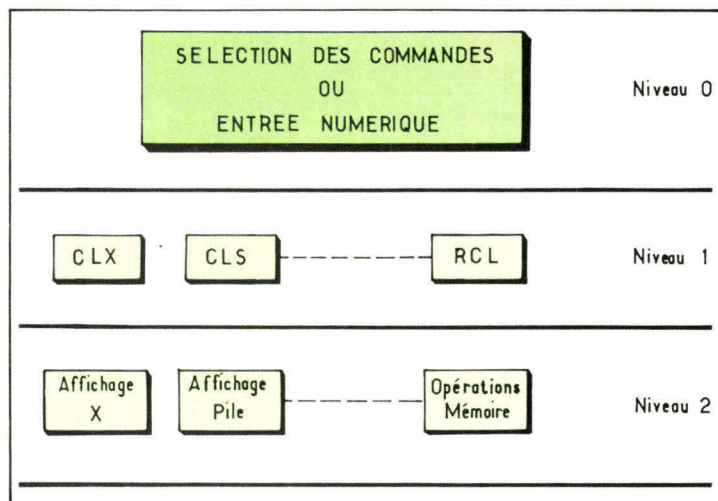 SELECTION DES COMMANDES
OU
ENTREE NUMERIQUE
Niveau 0
CLX
CLS
RCL
Niveau 1
Affichage
X
Affichage
Pile
Opérations
Mémoire
Niveau 2